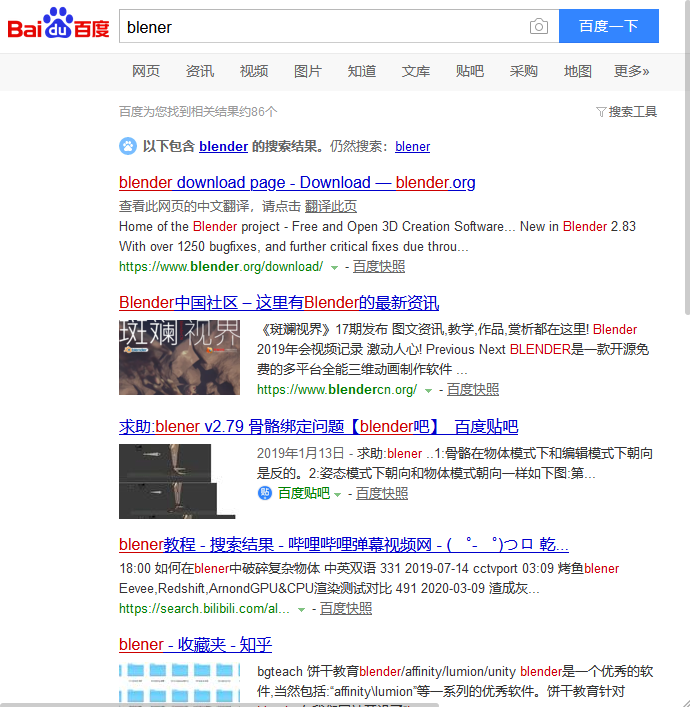 Bai du 百度
blener
百度一下
网页 资讯 视频 图片 知道 文库 贴吧 采购 地图 更多»
百度为您找到相关结果约86个 搜索工具
以下包含 blender 的搜索结果。仍然搜索: blener
blender download page - Download — blender.org
查看此网页的中文翻译，请点击 翻译此页
Home of the Blender project - Free and Open 3D Creation Software... New in Blender 2.83
With over 1250 bugfixes, and further critical fixes due throu...
https://www.blender.org/download/ - 百度快照
Blender中国社区 – 这里有Blender的最新资讯
斑斓视界
《斑斓视界》17期发布 图文资讯,教学,作品,赏析都在这里! Blender
2019年会视频记录 激动人心! Previous Next BLENDER是一款开源免
费的多平台全能三维动画制作软件 ...
https://www.blendercn.org/ - 百度快照
求助:blener v2.79 骨骼绑定问题【blender吧】_百度贴吧
2019年1月13日 - 求助:blener ..1:骨骼在物体模式下和编辑模式下朝向
是反的。2:姿态模式下朝向和物体模式朝向一样如下图:第...
贴 百度贴吧 - 百度快照
blener教程 - 搜索结果 - 哔哩哔哩弹幕视频网 - ( ゜- ゜)つロ 乾...
18:00 如何在blener中破碎复杂物体 中英双语 331 2019-07-14 cctvport 03:09 烤鱼blener
Eevee,Redshift,ArnondGPU&CPU渲染测试对比 491 2020-03-09 渣成灰...
https://search.bilibili.com/al... - 百度快照
blener - 收藏夹 - 知乎
bgteach 饼干教育blener/affinity/lumion/unity blener是一个优秀的软
件,当然包括:“affinity\lumion”等一系列的优秀软件。饼干教育针对